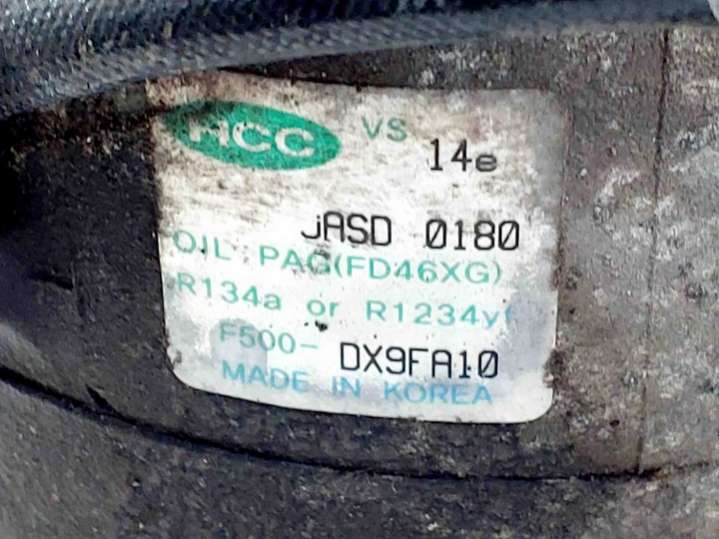 HCC VS 14e
jASD 0180
OIL : PAG(FD46XG)
R134a or R1234yf
F500- DX9FA10
MADE IN KOREA